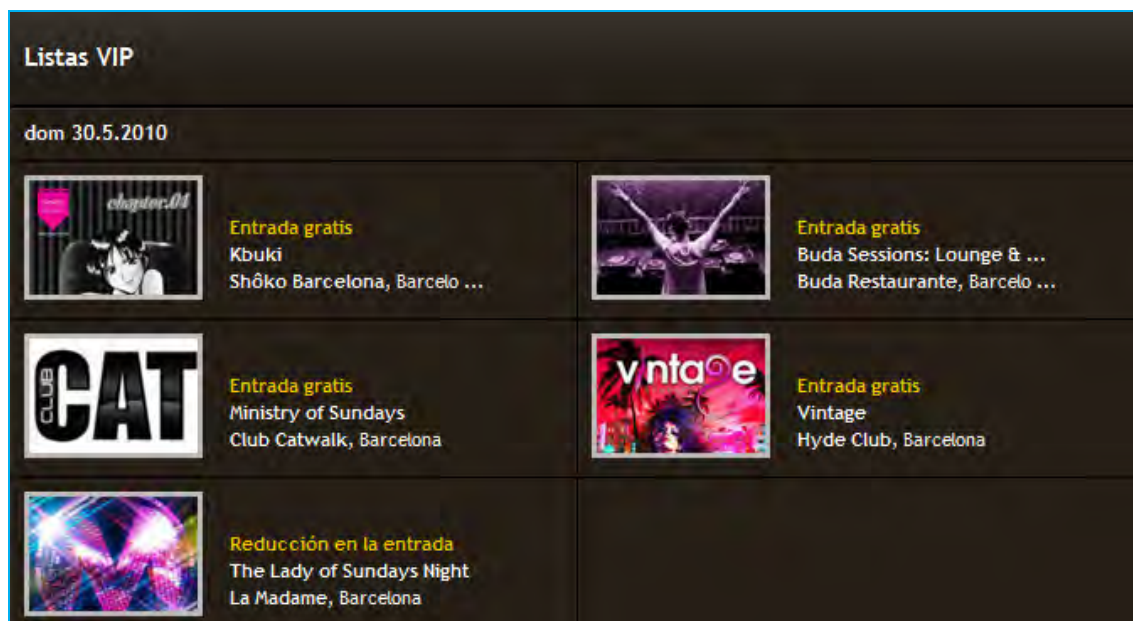 Listas VIP
dom 30.5.2010
chapter.01
Entrada gratis
Kbuki
Shôko Barcelona, Barcelo ...
Entrada gratis
Buda Sessions: Lounge & ...
Buda Restaurante, Barcelo ...
CLUB
CAT
Entrada gratis
Ministry of Sundays
Club Catwalk, Barcelona
vntage
Entrada gratis
Vintage
Hyde Club, Barcelona
Reducción en la entrada
The Lady of Sundays Night
La Madame, Barcelona